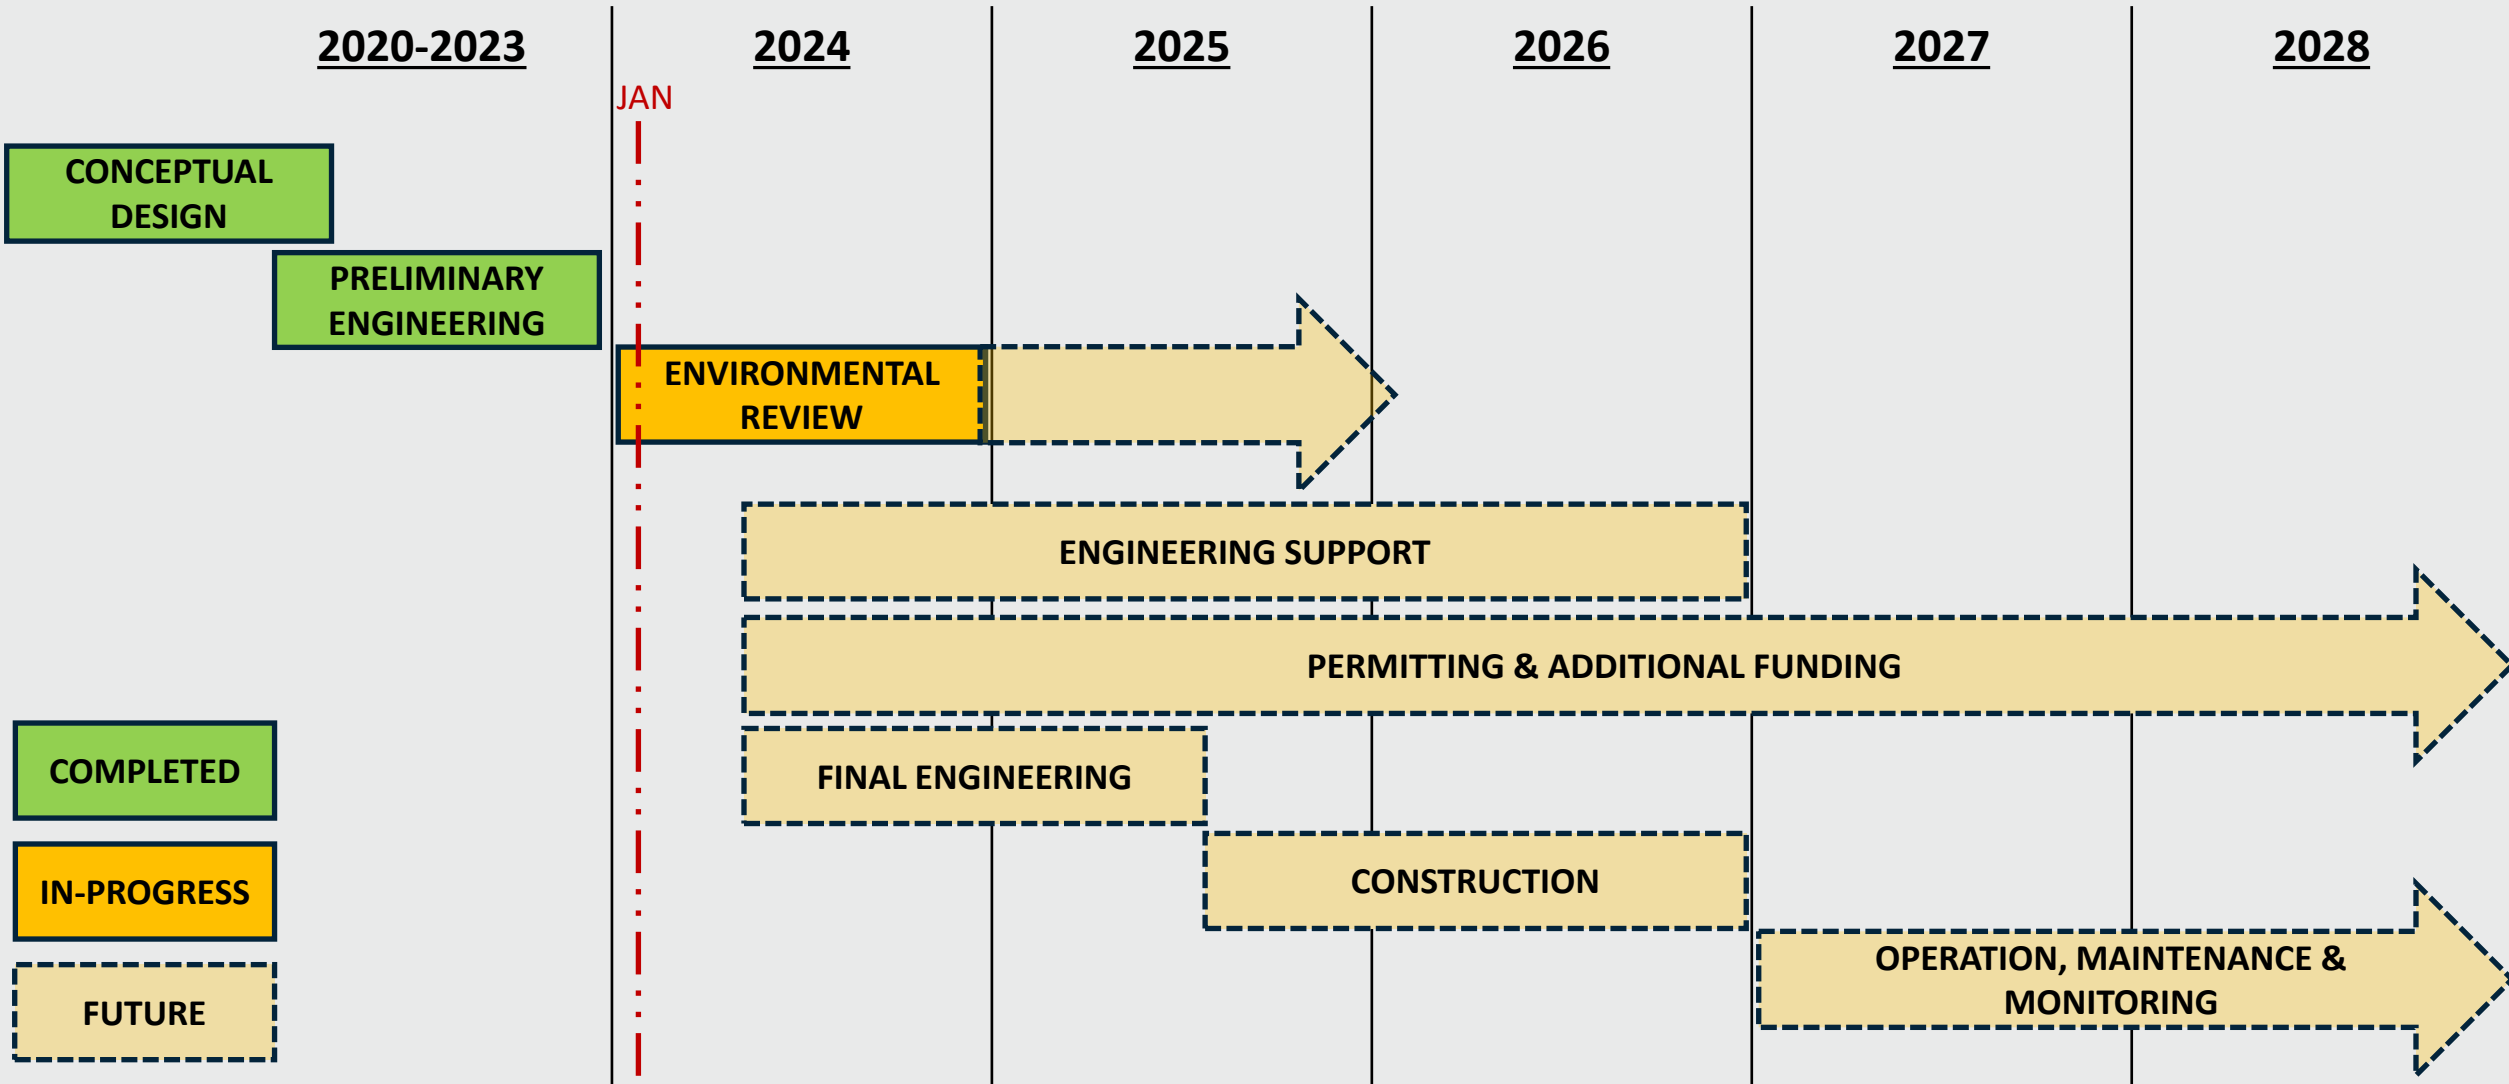 2020-2023
2024
2025
2026
2027
2028
JAN
CONCEPTUAL
DESIGN
PRELIMINARY
ENGINEERING
ENVIRONMENTAL
REVIEW
ENGINEERING SUPPORT
PERMITTING & ADDITIONAL FUNDING
FINAL ENGINEERING
CONSTRUCTION
OPERATION, MAINTENANCE &
MONITORING
COMPLETED
IN-PROGRESS
FUTURE